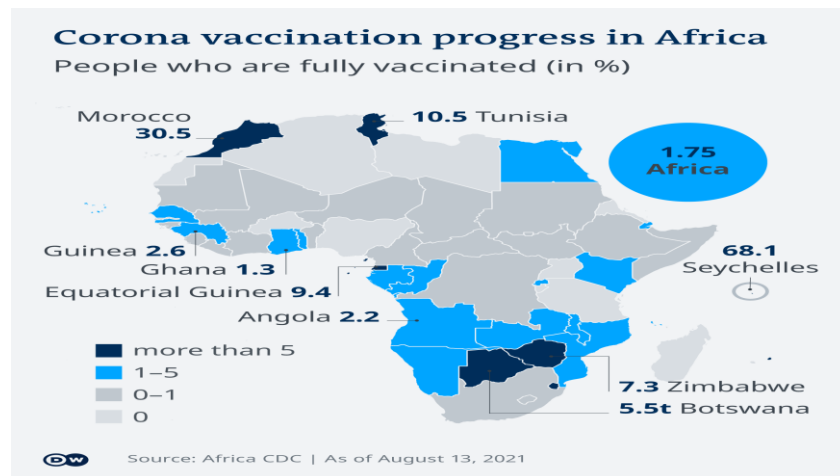 Corona vaccination progress in Africa
People who are fully vaccinated (in %)
Morocco
30.5
10.5 Tunisia
1.75
Africa
Guinea 2.6
Ghana 1.3
Equatorial Guinea 9.4
Angola 2.2
68.1
Seychelles
more than 5
1–5
0–1
0
7.3 Zimbabwe
5.5t Botswana
DW Source: Africa CDC | As of August 13, 2021